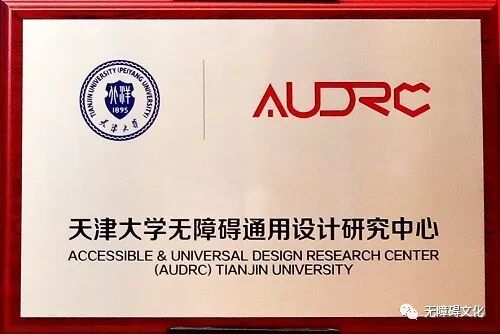 TIANJIN UNIVERSITY (PEIYANG UNIVERSITY)
北洋
1895
天津大學
AUDRC
天津大学无障碍通用设计研究中心
ACCESSIBLE & UNIVERSAL DESIGN RESEARCH CENTER
(AUDRC) TIANJIN UNIVERSITY
无障碍文化